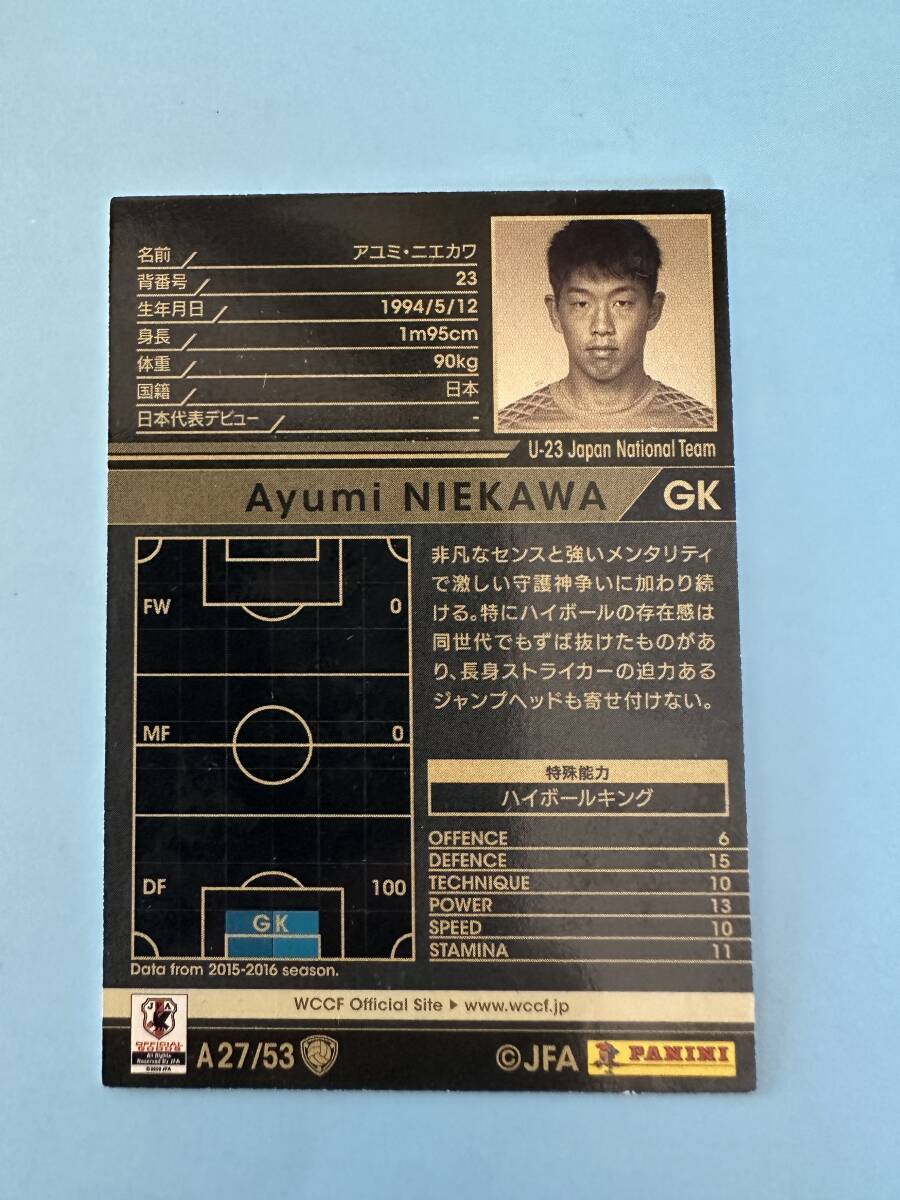 名前 アユミ・ニエカワ
背番号 23
生年月日 1994/5/12
身長 1m95cm
体重 90kg
国籍 日本
日本代表デビュー -
U-23 Japan National Team
Ayumi NIEKAWA GK
FW 0
MF 0
DF 100
GK
Data from 2015-2016 season.
非凡なセンスと強いメンタリティ
で激しい守護神争いに加わり続
ける。特にハイボールの存在感は
同世代でもずば抜けたものがあ
り、長身ストライカーの迫力ある
ジャンプヘッドも寄せ付けない。
特殊能力
ハイボールキング
OFFENCE 6
DEFENCE 15
TECHNIQUE 10
POWER 13
SPEED 10
STAMINA 11
WCCF Official Site ▶ www.wccf.jp
JFA
OFFICIAL
GOODS
All Rights
Reserved By JFA
A27/53
©JFA
PANINI